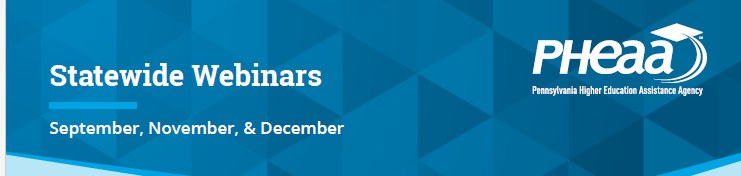 Statewide Webinars
September, November, & December
PHEAA
Pennsylvania Higher Education Assistance Agency